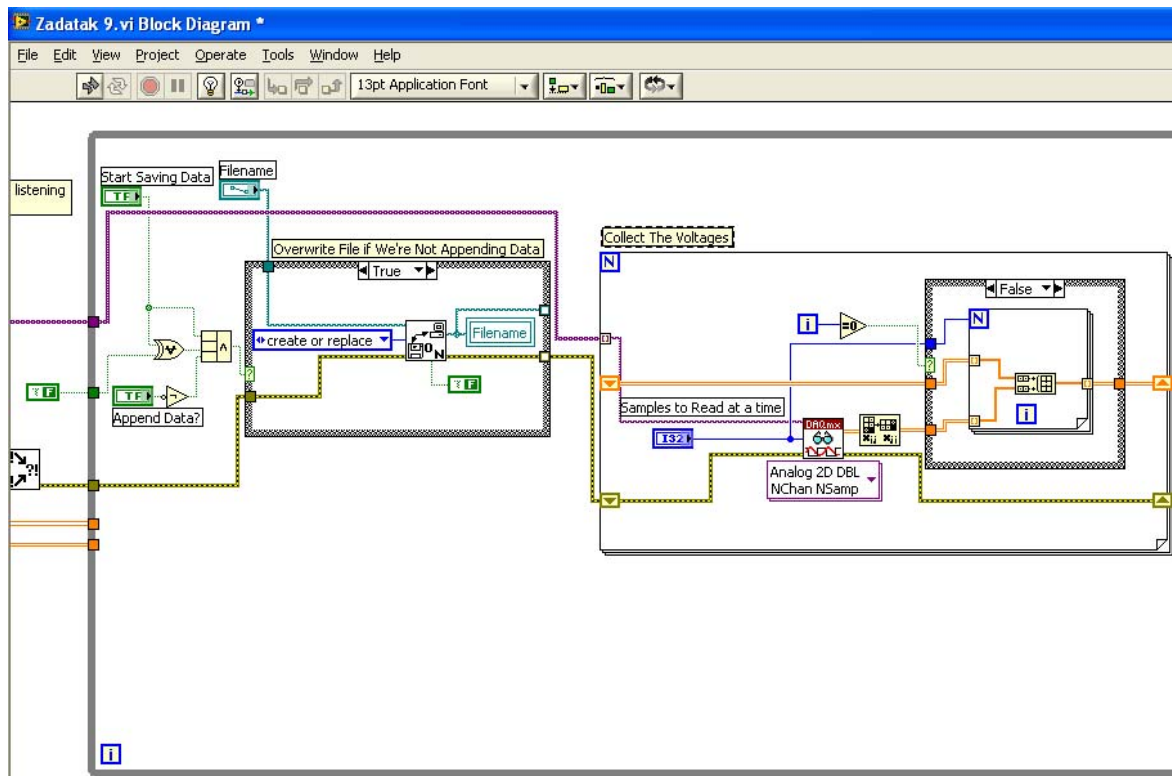 Zadatak 9.vi Block Diagram *
File Edit View Project Operate Tools Window Help
13pt Application Font
listening
Start Saving Data
Filename
TF
Overwrite File if We're Not Appending Data
Collect The Voltages
True
N
False
create or replace
Filename
i
=0
N
?
?
F
F
TF
Append Data?
Samples to Read at a time
i
I32
DAQmx
Analog 2D DBL
NChan NSamp
?!
i